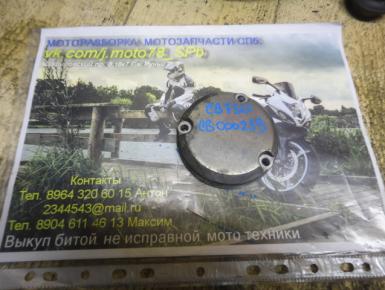 МОТОРАЗБОРКА МОТОЗАПЧАСТИ СПБ
vk.com/j.moto78_SPB
CB750
Контакты
Тел. 8964 320 60 15 Антон
2344543@mail.ru
Тел. 8904 611 46 13 Максим
Выкуп битой не исправной мото техники